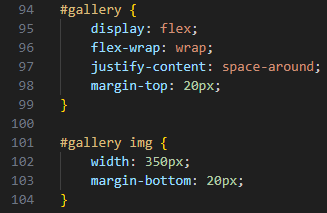 94 #gallery {
95     display: flex;
96     flex-wrap: wrap;
97     justify-content: space-around;
98     margin-top: 20px;
99 }
100
101 #gallery img {
102     width: 350px;
103     margin-bottom: 20px;
104 }